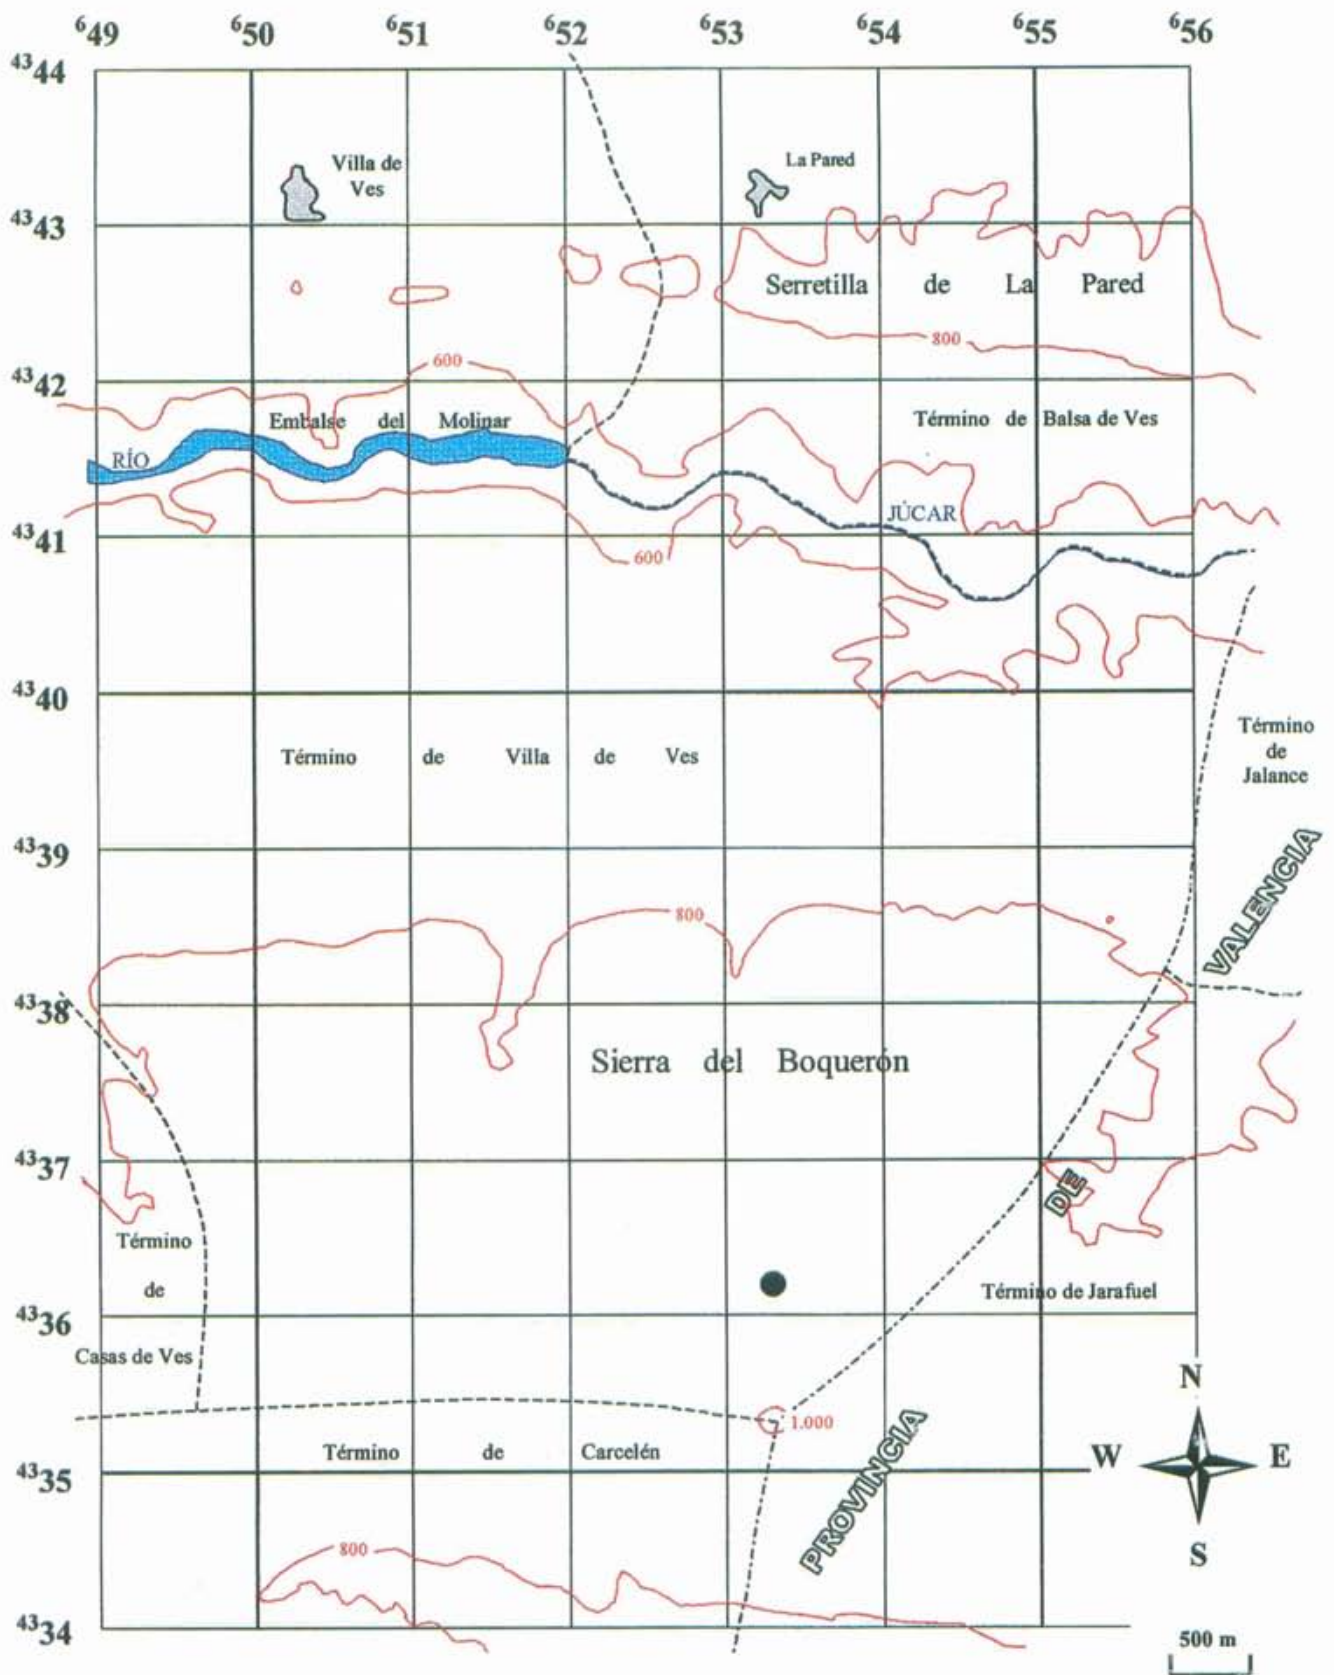 649 650 651 652 653 654 655 656
4344
Villa de
Ves
La Pared
4343
Serretilla de La Pared
800
600
4342
Embalse del Molinar
Término de Balsa de Ves
RÍO
JÚCAR
4341
600
4340
Término
de
Jalance
Término de Villa de Ves
4339
VALENCIA
800
4338
Sierra del Boquerón
4337
DE
Término
de
Término de Jarafuel
4336
Casas de Ves
N
1.000
Término de Carcelén
W E
4335
PROVINCIA
S
800
4334
500 m